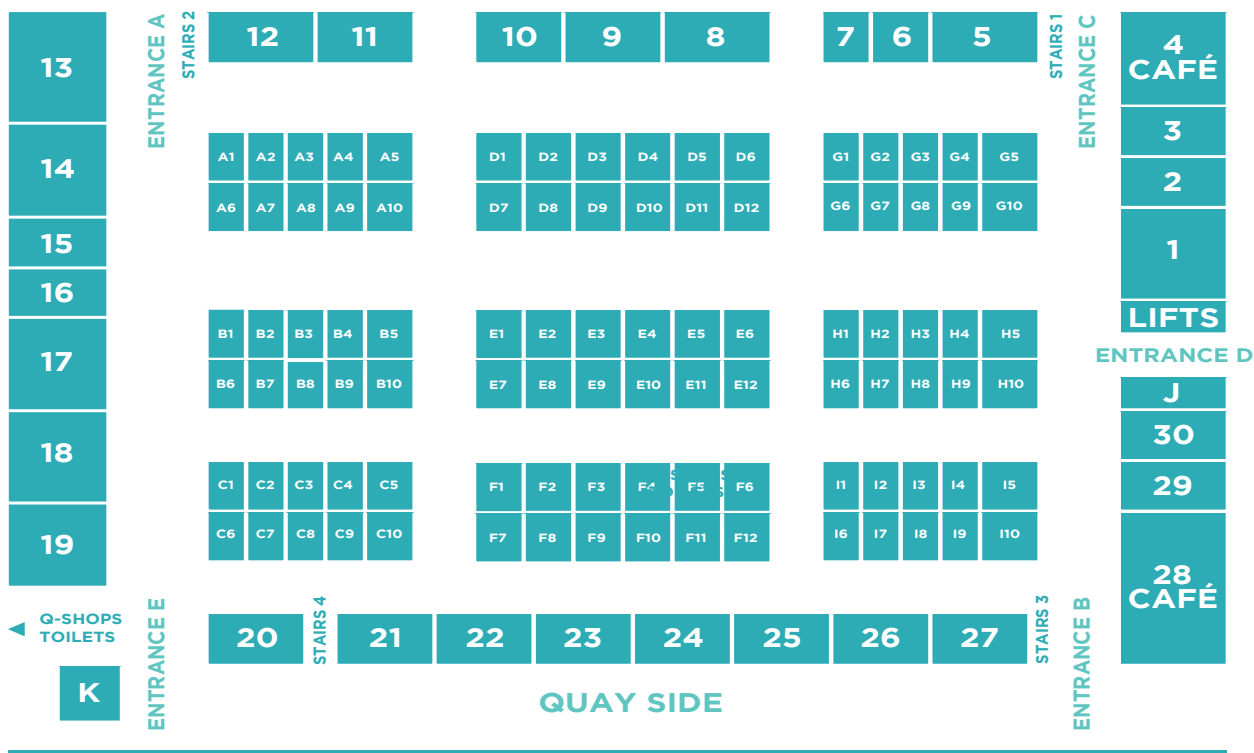 13
14
15
16
17
18
19
◄ Q-SHOPS
TOILETS
K
ENTRANCE A
STAIRS 2
12 11
10 9 8
7 6 5
STAIRS 1
ENTRANCE C
A1 A2 A3 A4 A5
A6 A7 A8 A9 A10
D1 D2 D3 D4 D5 D6
D7 D8 D9 D10 D11 D12
G1 G2 G3 G4 G5
G6 G7 G8 G9 G10
B1 B2 B3 B4 B5
B6 B7 B8 B9 B10
E1 E2 E3 E4 E5 E6
E7 E8 E9 E10 E11 E12
H1 H2 H3 H4 H5
H6 H7 H8 H9 H10
C1 C2 C3 C4 C5
C6 C7 C8 C9 C10
F1 F2 F3 F4 F5 F6
F7 F8 F9 F10 F11 F12
I1 I2 I3 I4 I5
I6 I7 I8 I9 I10
ENTRANCE E
20
STAIRS 4
21 22 23 24 25 26 27
STAIRS 3
ENTRANCE B
QUAY SIDE
4
CAFÉ
3
2
1
LIFTS
ENTRANCE D
J
30
29
28
CAFÉ